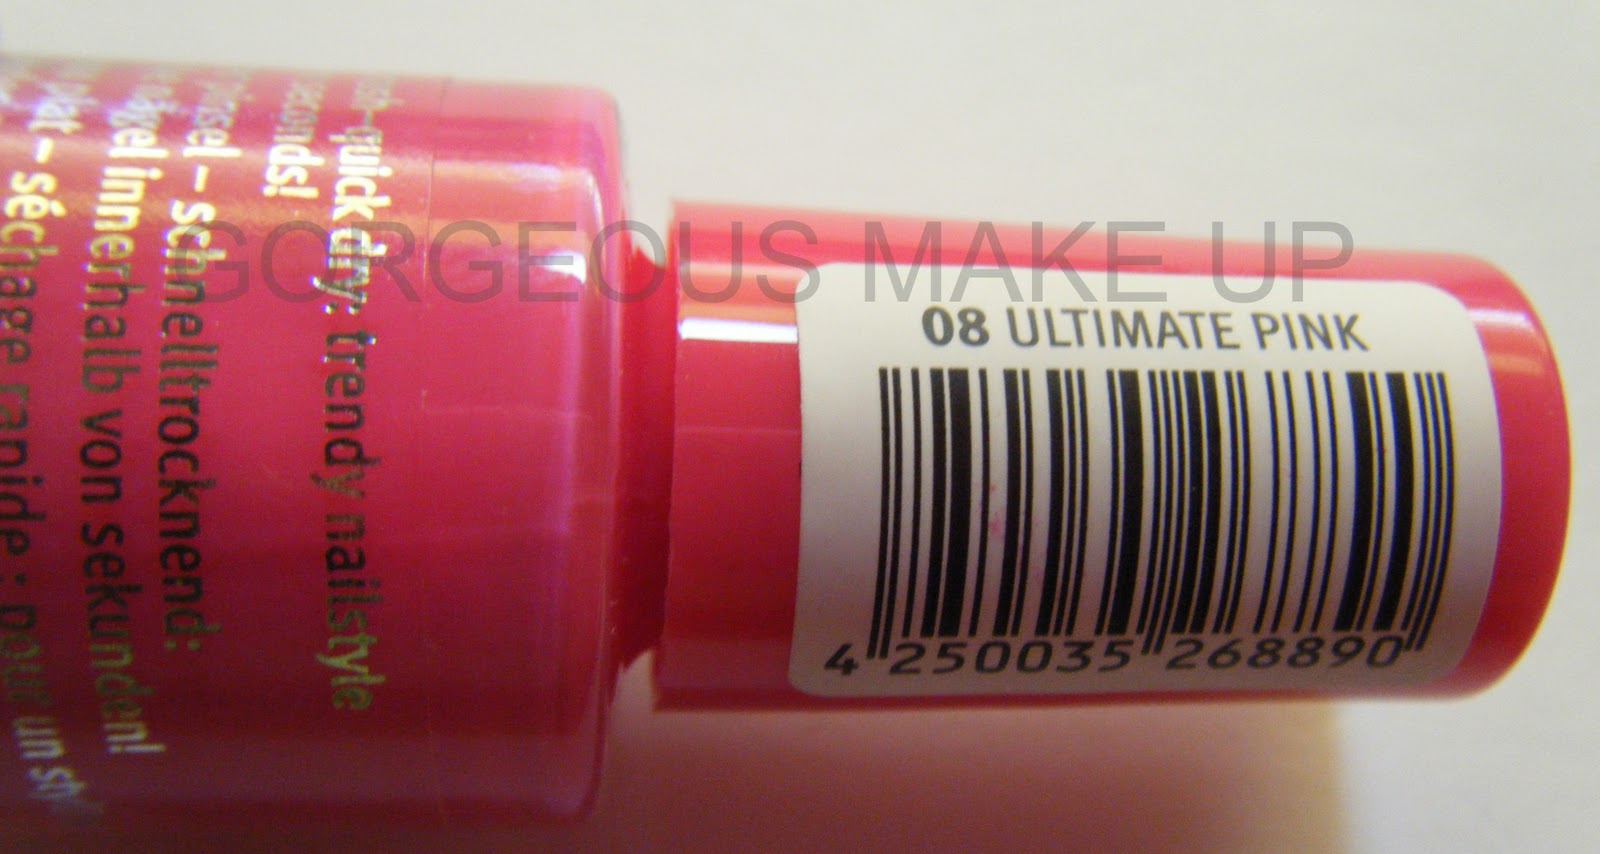 GORGEOUS MAKE UP
08 ULTIMATE PINK
4 250035 268890
quick dry: trendy nailstyle
seconds!
pinsel – schnelltrocknend:
nägel innerhalb von sekunden!
plat – séchage rapide : pour un